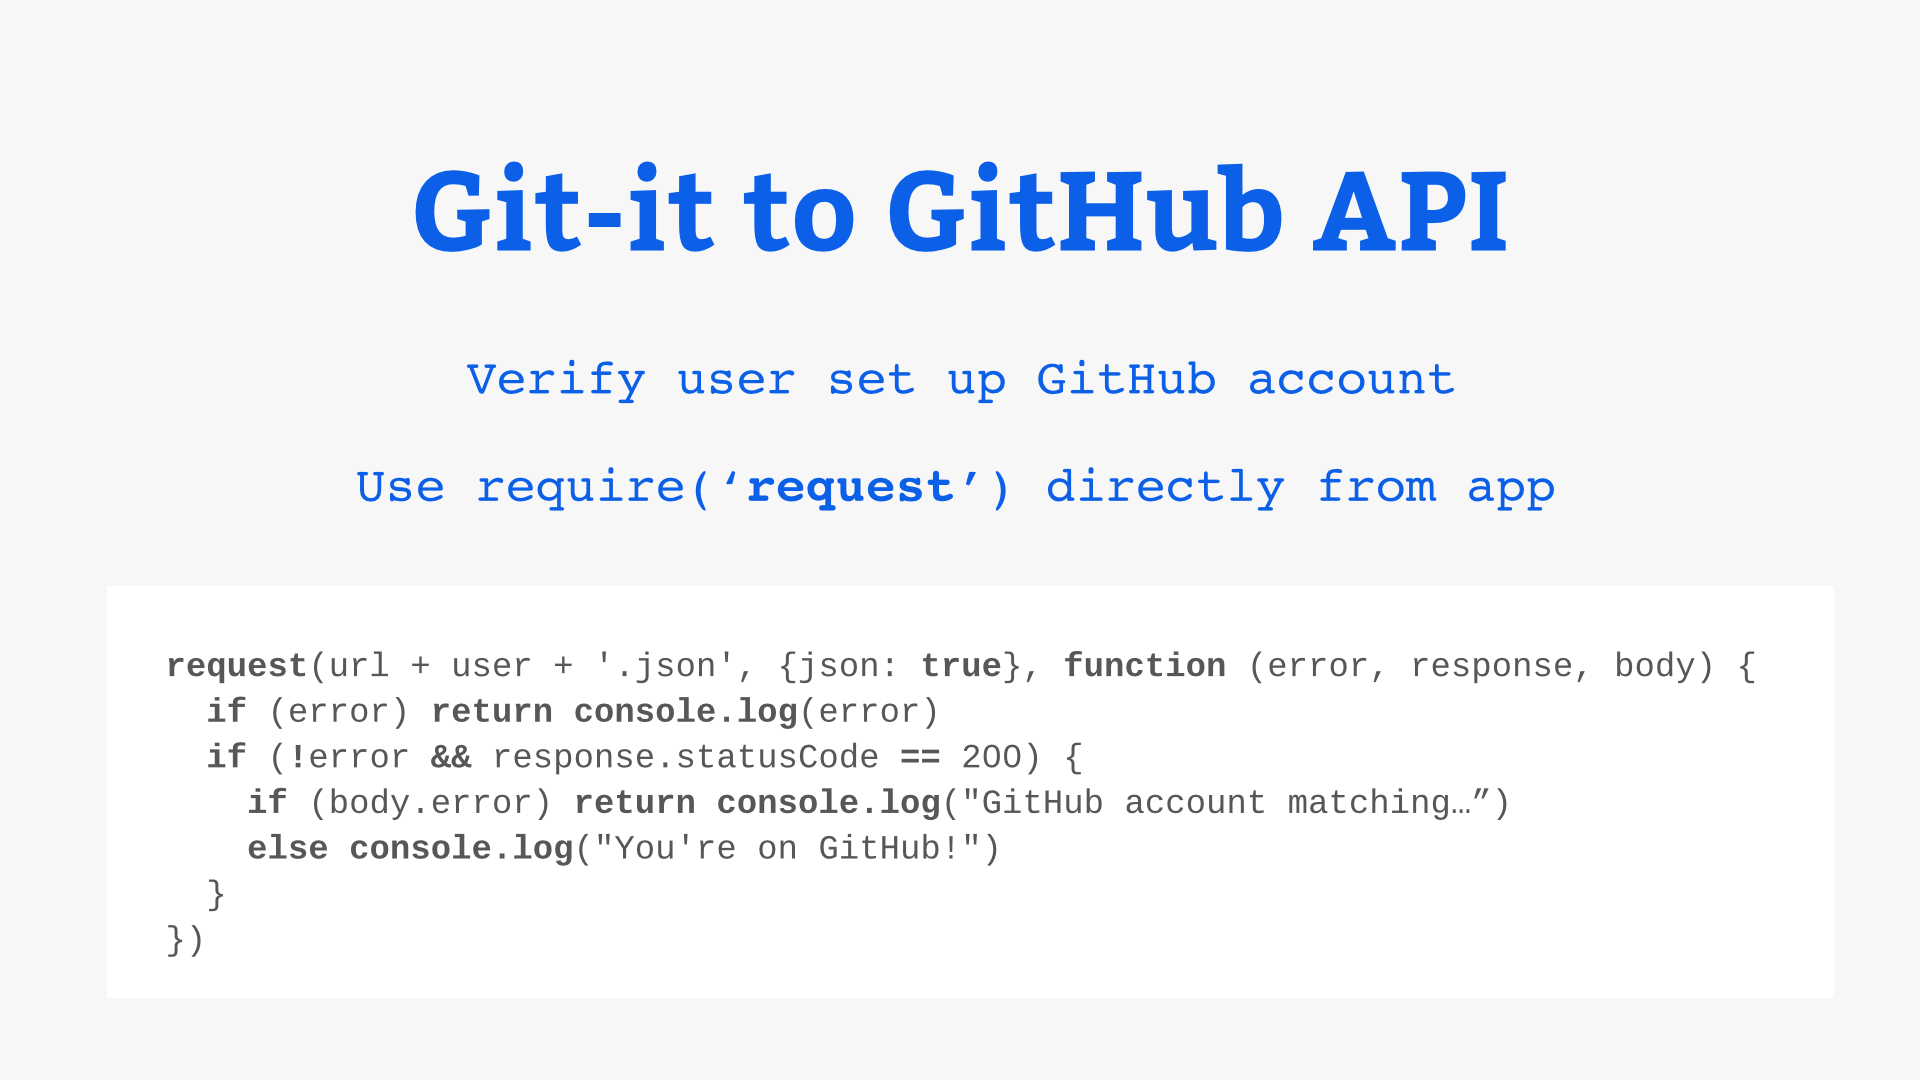 Git-it to GitHub API
Verify user set up GitHub account
Use require(‘request’) directly from app
request(url + user + '.json', {json: true}, function (error, response, body) {
  if (error) return console.log(error)
  if (!error && response.statusCode == 200) {
    if (body.error) return console.log("GitHub account matching…”)
    else console.log("You're on GitHub!")
  }
})